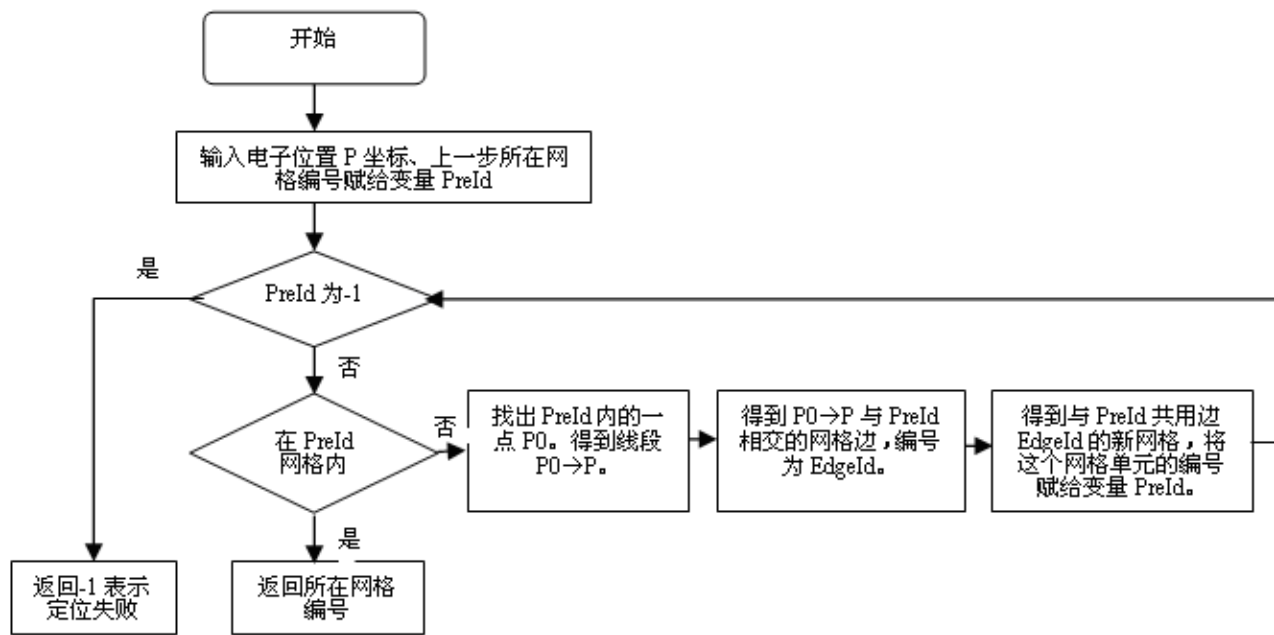 开始
输入电子位置 P 坐标、上一步所在网
格编号赋给变量 PreId
是
PreId 为-1
否
在 PreId
网格内
否
找出 PreId 内的一
点 P0。得到线段
P0→P。
得到 P0→P 与 PreId
相交的网格边,编号
为 EdgeId。
得到与 PreId 共用边
EdgeId 的新网格,将
这个网格单元的编号
赋给变量 PreId。
是
返回-1 表示
定位失败
返回所在网格
编号